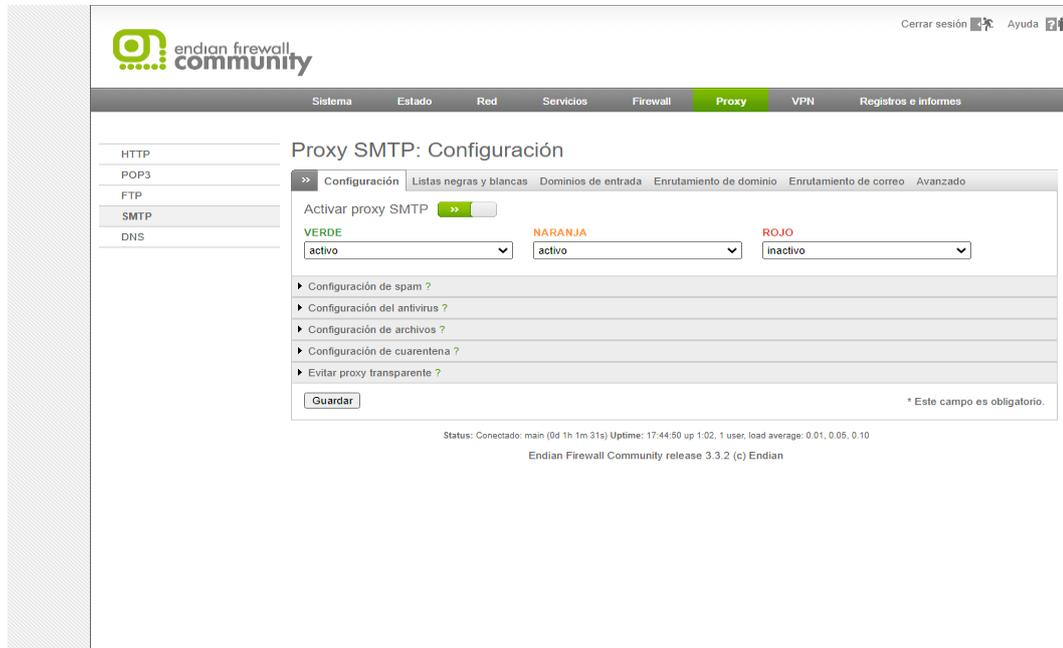 Cerrar sesión Ayuda
endian firewall
community
Sistema Estado Red Servicios Firewall Proxy VPN Registros e informes
HTTP
POP3
FTP
SMTP
DNS
Proxy SMTP: Configuración
» Configuración Listas negras y blancas Dominios de entrada Enrutamiento de dominio Enrutamiento de correo Avanzado
Activar proxy SMTP »
VERDE NARANJA ROJO
activo activo inactivo
Configuración de spam ?
Configuración del antivirus ?
Configuración de archivos ?
Configuración de cuarentena ?
Evitar proxy transparente ?
Guardar * Este campo es obligatorio.
Status: Conectado: main (0d 1h 1m 31s) Uptime: 17:44:50 up 1:02, 1 user, load average: 0.01, 0.05, 0.10
Endian Firewall Community release 3.3.2 (c) Endian